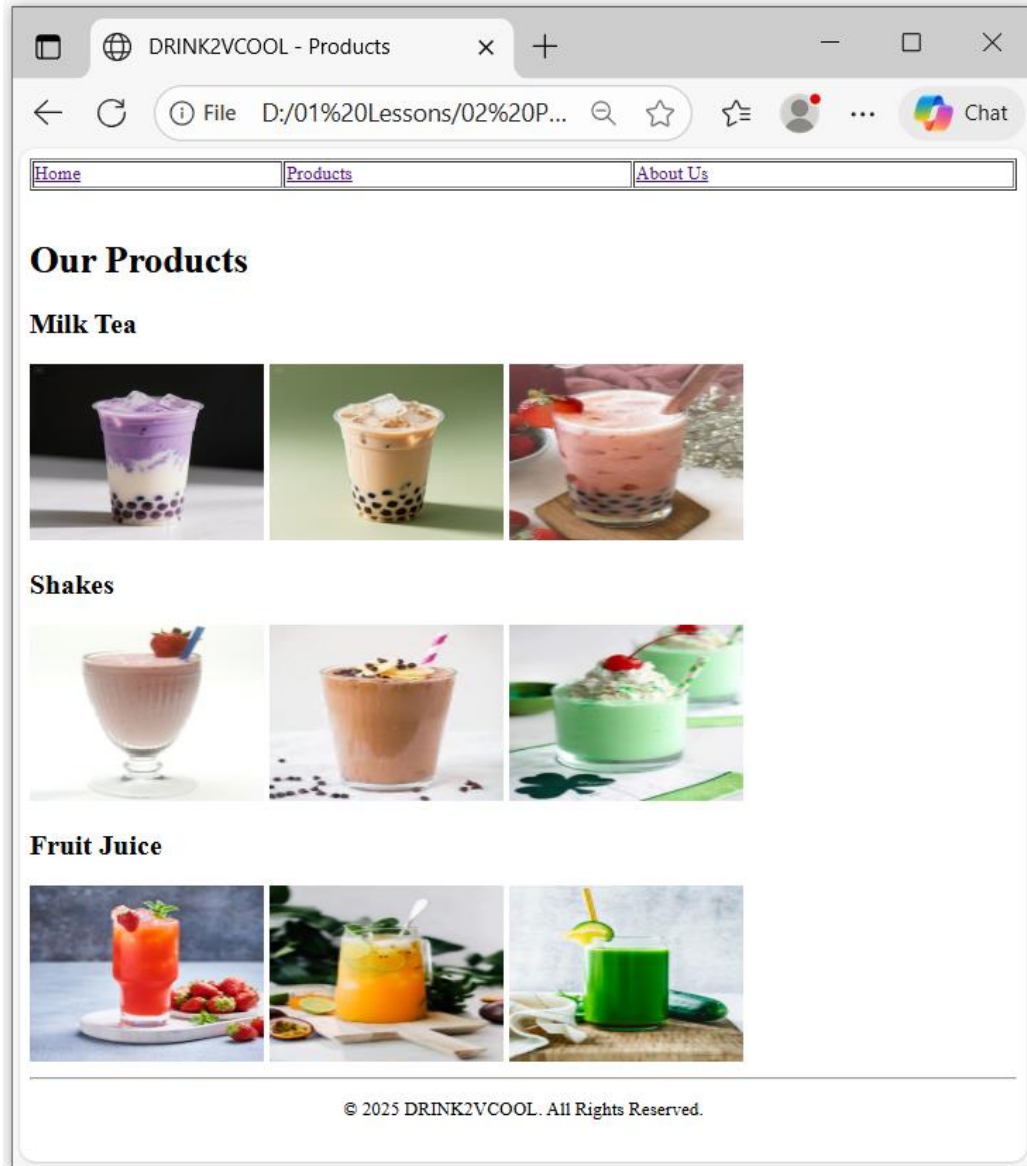 DRINK2VCOOL - Products
File D:/01%20Lessons/02%20P... Chat
Home Products About Us
Our Products
Milk Tea
Shakes
Fruit Juice
© 2025 DRINK2VCOOL. All Rights Reserved.